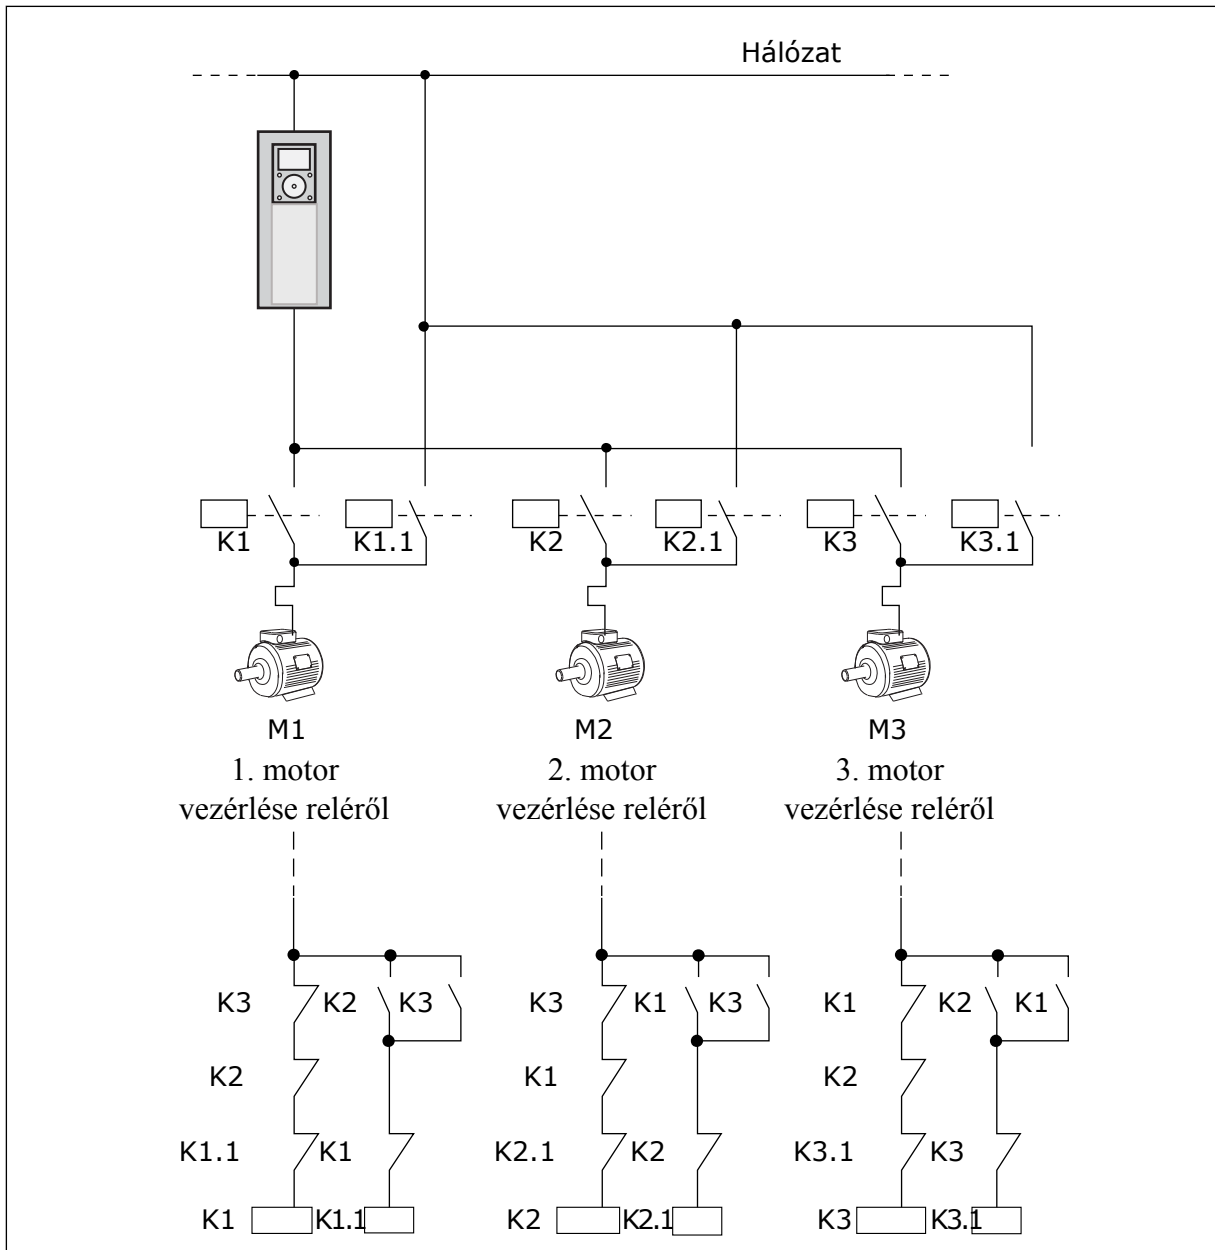 Hálózat
K1 K1.1 K2 K2.1 K3 K3.1
M1 M2 M3
1. motor 2. motor 3. motor
vezérlése reléről vezérlése reléről vezérlése reléről
K3 K2 K3 K3 K1 K3 K1 K2 K1
K2 K1 K2
K1.1 K1 K2.1 K2 K3.1 K3
K1 K1.1 K2 K2.1 K3 K3.1